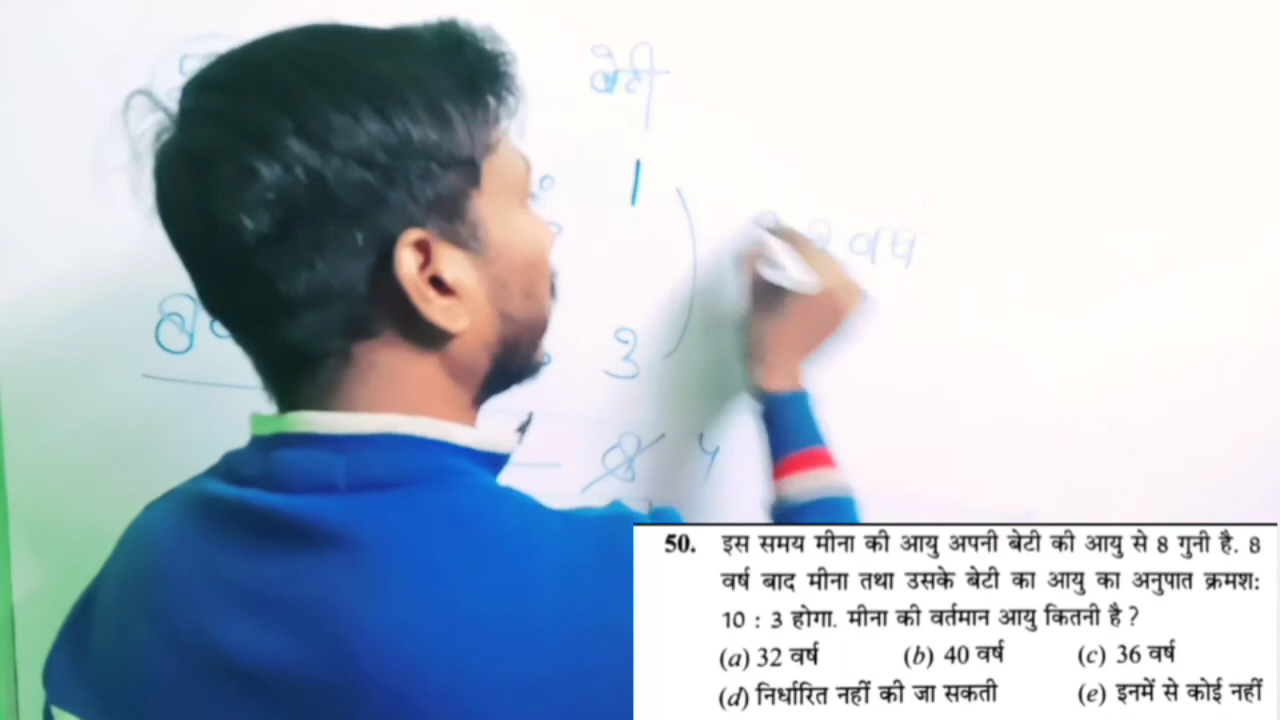 बेटी
1
वर्ष
3
8 4
50. इस समय मीना की आयु अपनी बेटी की आयु से 8 गुनी है. 8
वर्ष बाद मीना तथा उसके बेटी का आयु का अनुपात क्रमश:
10 : 3 होगा. मीना की वर्तमान आयु कितनी है ?
(a) 32 वर्ष (b) 40 वर्ष (c) 36 वर्ष
(d) निर्धारित नहीं की जा सकती (e) इनमें से कोई नहीं